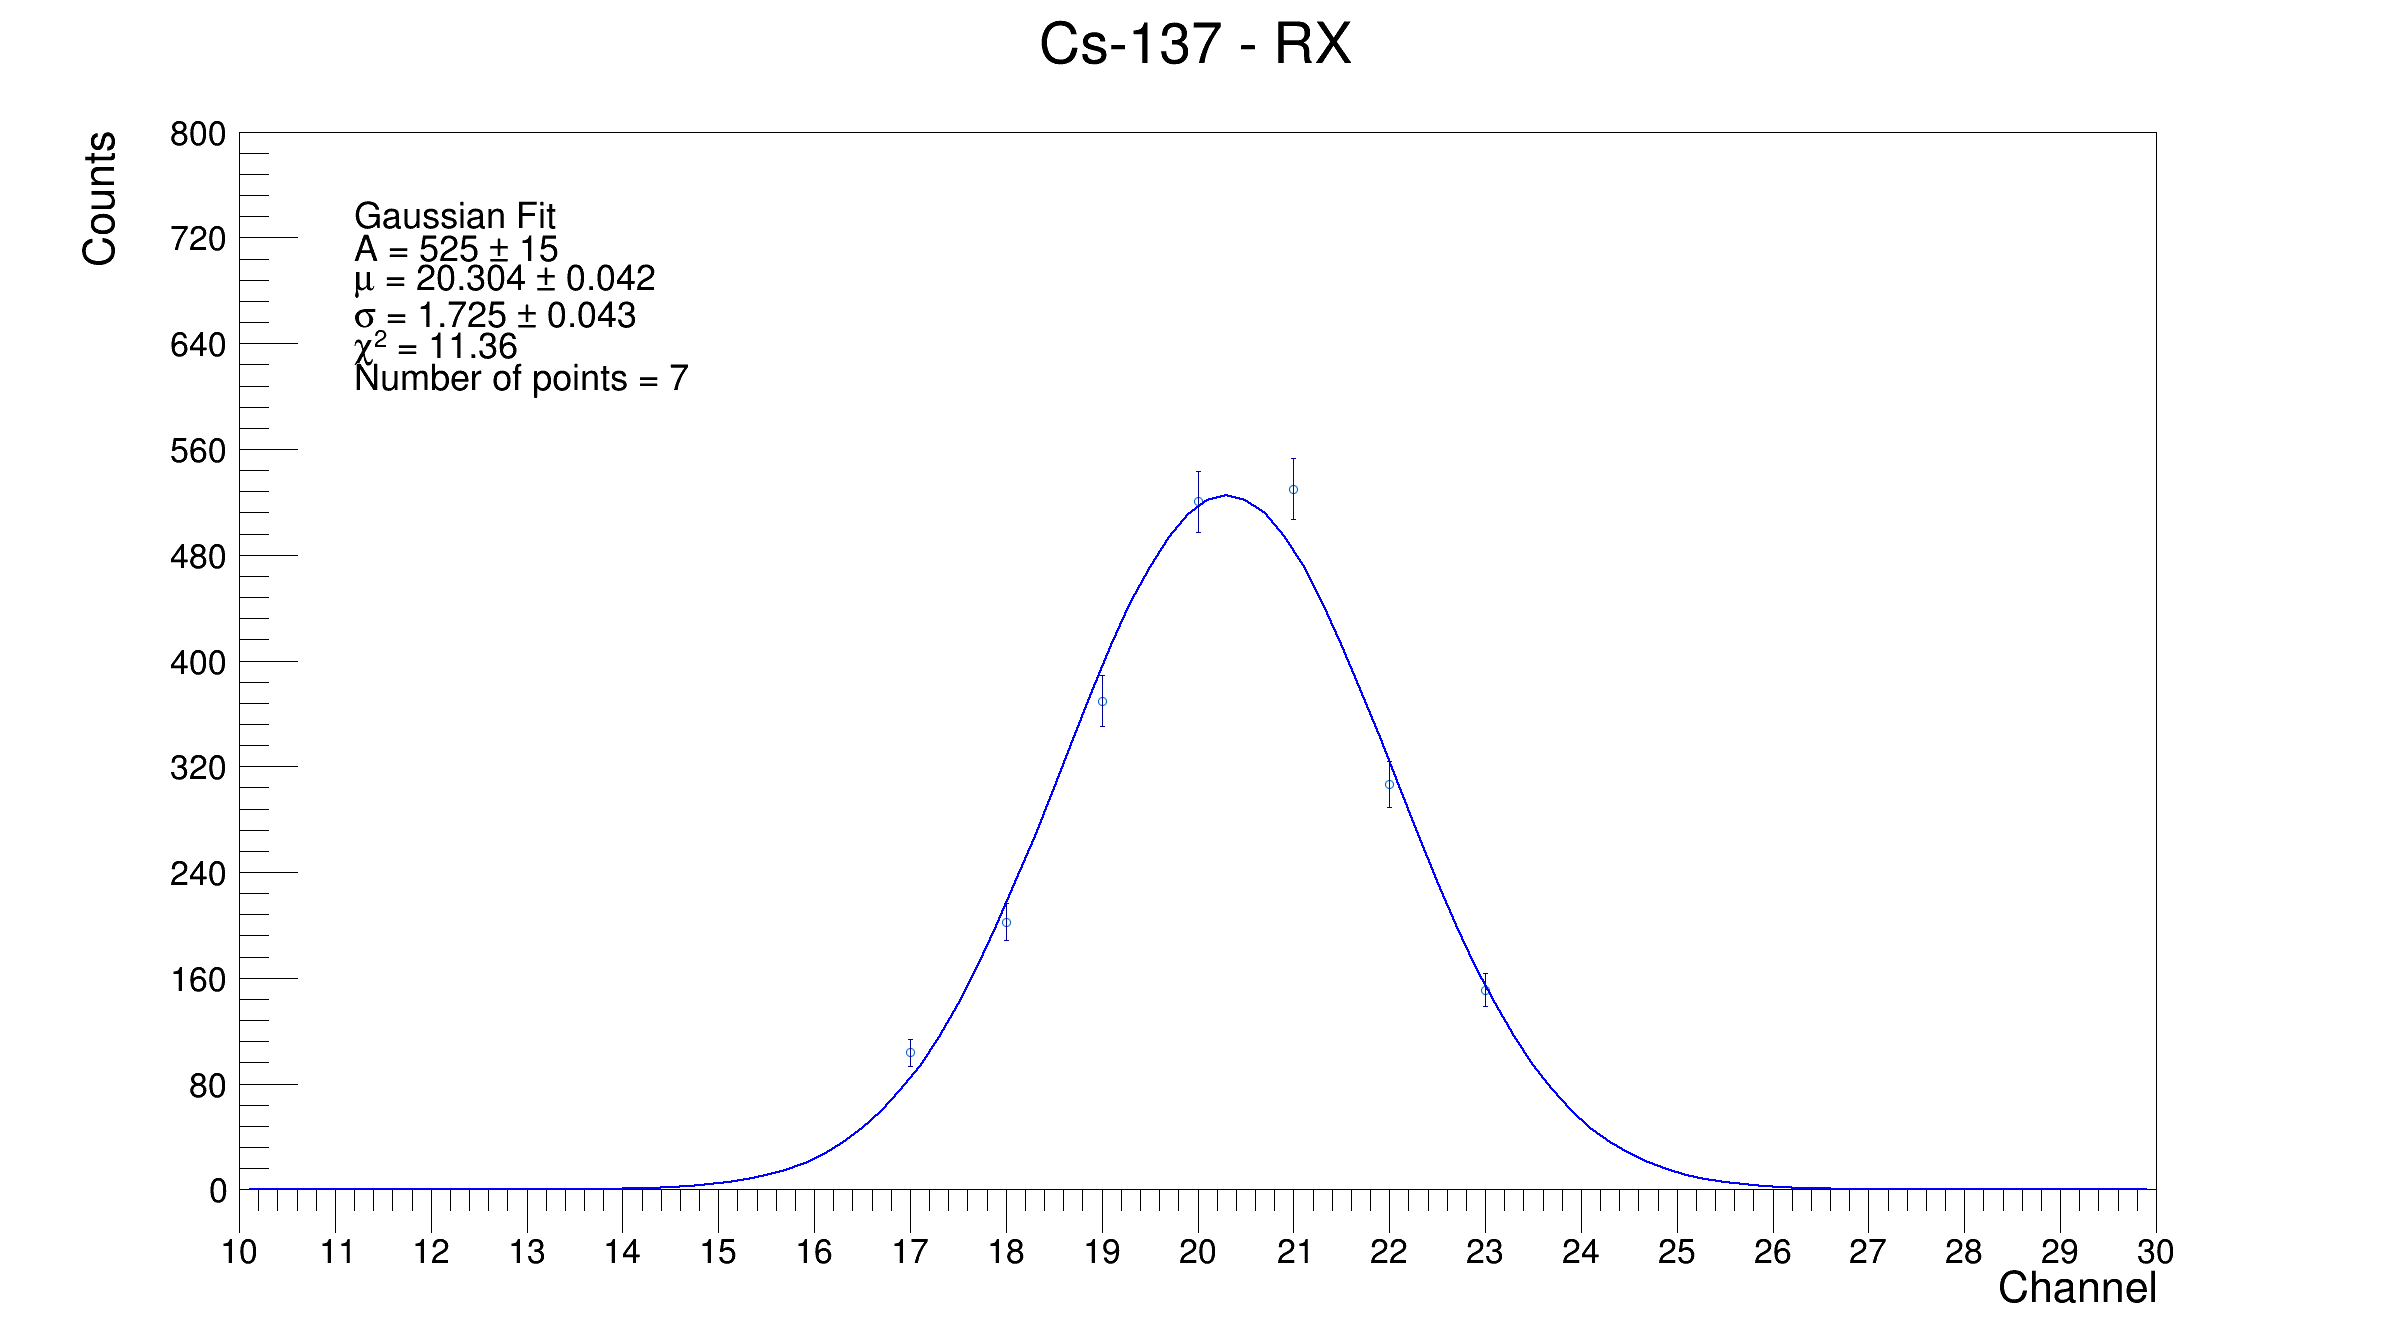 Cs-137 - RX
Counts
800
720
640
560
480
400
320
240
160
80
0
Gaussian Fit
A = 525 ± 15
μ = 20.304 ± 0.042
σ = 1.725 ± 0.043
χ² = 11.36
Number of points = 7
10 11 12 13 14 15 16 17 18 19 20 21 22 23 24 25 26 27 28 29 30
Channel